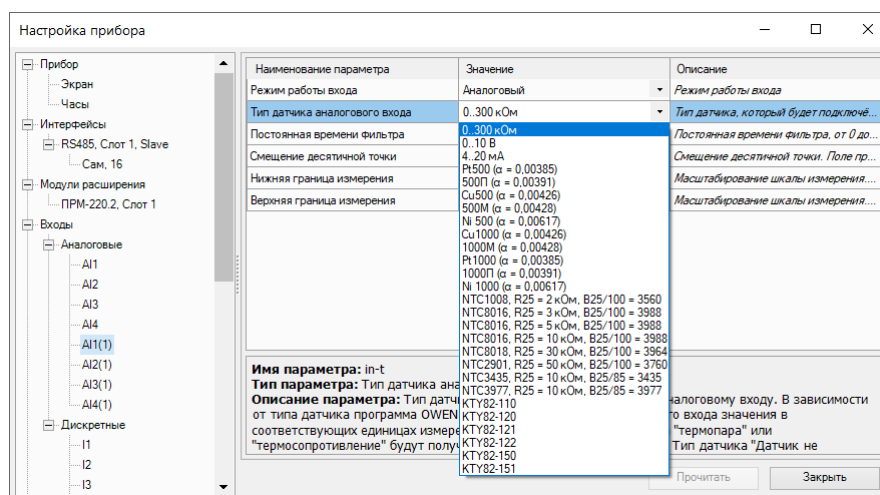 Настройка прибора
Прибор
Экран
Часы
Интерфейсы
RS485, Слот 1, Slave
Сам, 16
Модули расширения
ПРМ-220.2, Слот 1
Входы
Аналоговые
AI1
AI2
AI3
AI4
AI1(1)
AI2(1)
AI3(1)
AI4(1)
Дискретные
I1
I2
I3
Наименование параметра Значение Описание
Режим работы входа Аналоговый Режим работы входа
Тип датчика аналогового входа 0..300 кОм Тип датчика, который будет подключё...
Постоянная времени фильтра Постоянная времени фильтра, от 0 до...
Смещение десятичной точки Смещение десятичной точки. Поле пр...
Нижняя граница измерения Масштабирование шкалы измерения....
Верхняя граница измерения Масштабирование шкалы измерения....
0..300 кОм
0..10 В
4..20 мА
Pt500 (α = 0,00385)
500П (α = 0,00391)
Cu500 (α = 0,00426)
500М (α = 0,00428)
Ni 500 (α = 0,00617)
Cu1000 (α = 0,00426)
1000М (α = 0,00428)
Pt1000 (α = 0,00385)
1000П (α = 0,00391)
Ni 1000 (α = 0,00617)
NTC1008, R25 = 2 кОм, B25/100 = 3560
NTC8016, R25 = 3 кОм, B25/100 = 3988
NTC8016, R25 = 5 кОм, B25/100 = 3988
NTC8016, R25 = 10 кОм, B25/100 = 3988
NTC8018, R25 = 30 кОм, B25/100 = 3964
NTC2901, R25 = 50 кОм, B25/100 = 3760
NTC3435, R25 = 10 кОм, B25/85 = 3435
NTC3977, R25 = 10 кОм, B25/85 = 3977
KTY82-110
KTY82-120
KTY82-121
KTY82-122
KTY82-150
KTY82-151
Имя параметра: in-t
Тип параметра: Тип датчика ана
Описание параметра: Тип датч налоговому входу. В зависимости
от типа датчика программа OWEN о входа значения в
соответствующих единицах измере "термопара" или
"термосопротивление" будут полу Тип датчика "Датчик не
Прочитать Закрыть